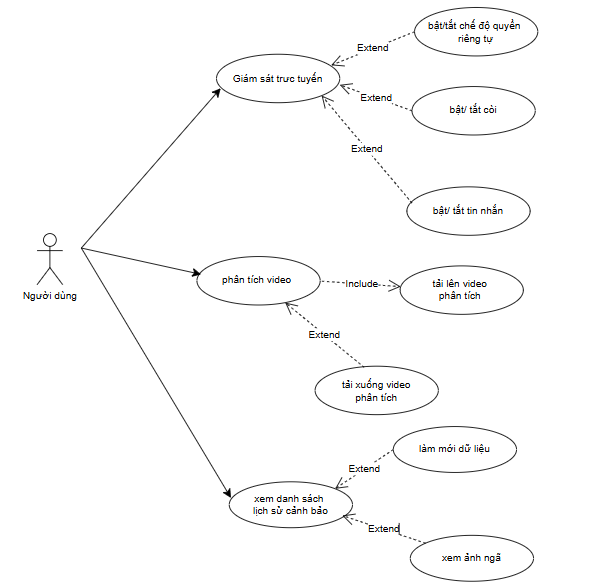 bật/tắt chế độ quyền
riêng tự
Extend
Giám sát trưc tuyến
Extend
bật/ tắt còi
Extend
bật/ tắt tin nhắn
Người dùng
phân tích video
Include
tải lên video
phân tích
Extend
tải xuống video
phân tích
làm mới dữ liệu
Extend
xem danh sách
lịch sử cảnh bảo
Extend
xem ảnh ngã